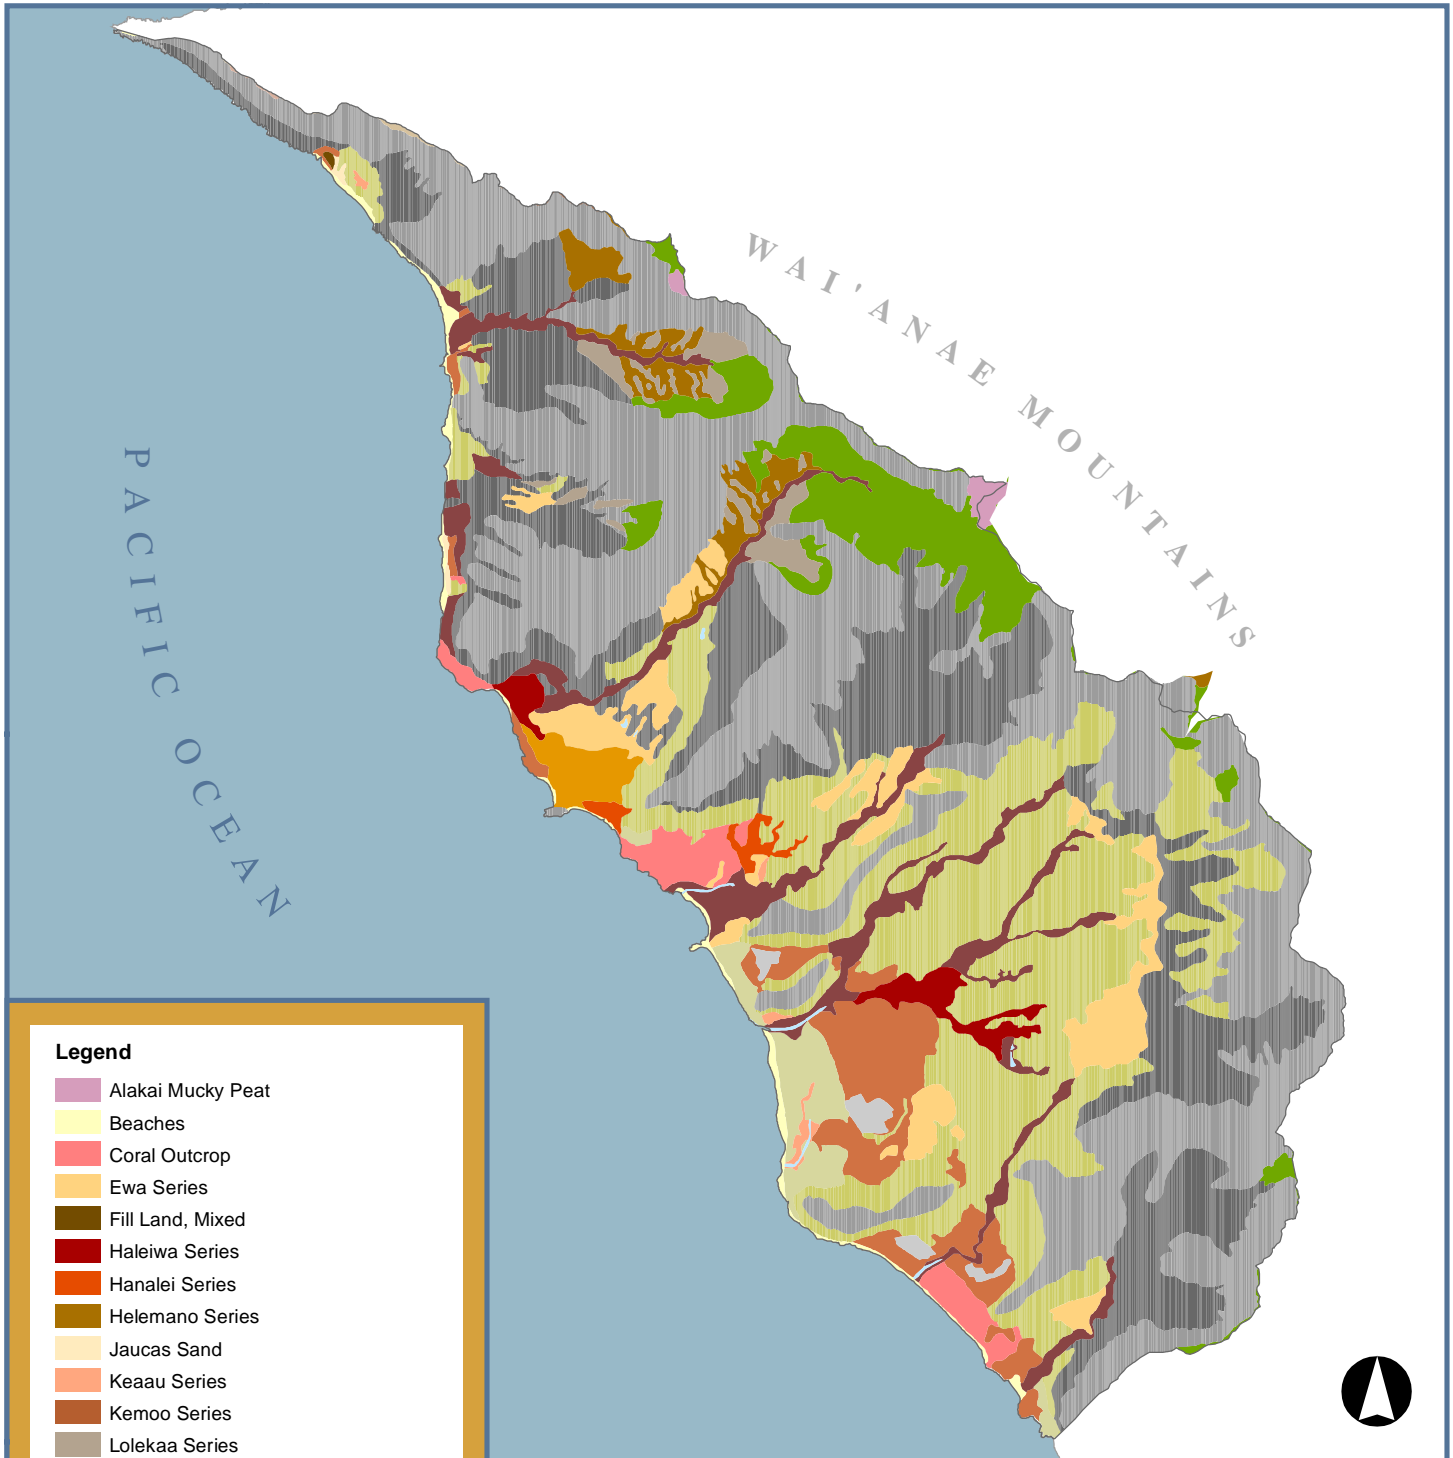 WAI'ANAE MOUNTAINS
PACIFIC OCEAN
Legend
Alakai Mucky Peat
Beaches
Coral Outcrop
Ewa Series
Fill Land, Mixed
Haleiwa Series
Hanalei Series
Helemano Series
Jaucas Sand
Keaau Series
Kemoo Series
Lolekaa Series